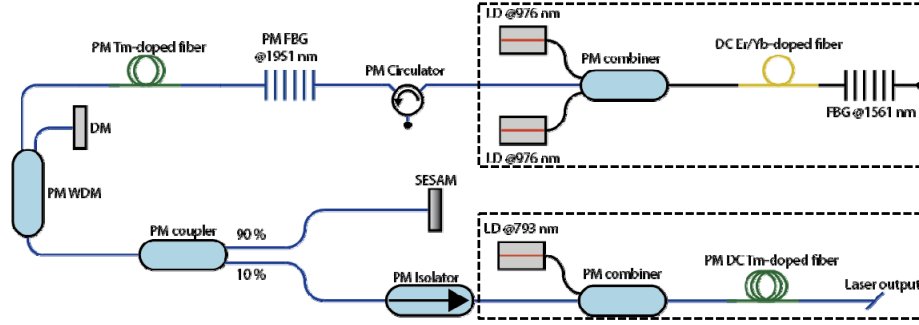 LD @976 nm
PM Tm-doped fiber
PM FBG
@1951 nm
PM Circulator
PM combiner
DC Er/Yb-doped fiber
FBG @1561 nm
LD @976 nm
DM
PM WDM
SESAM
PM coupler
90 %
10 %
PM Isolator
LD @793 nm
PM combiner
PM DC Tm-doped fiber
Laser output